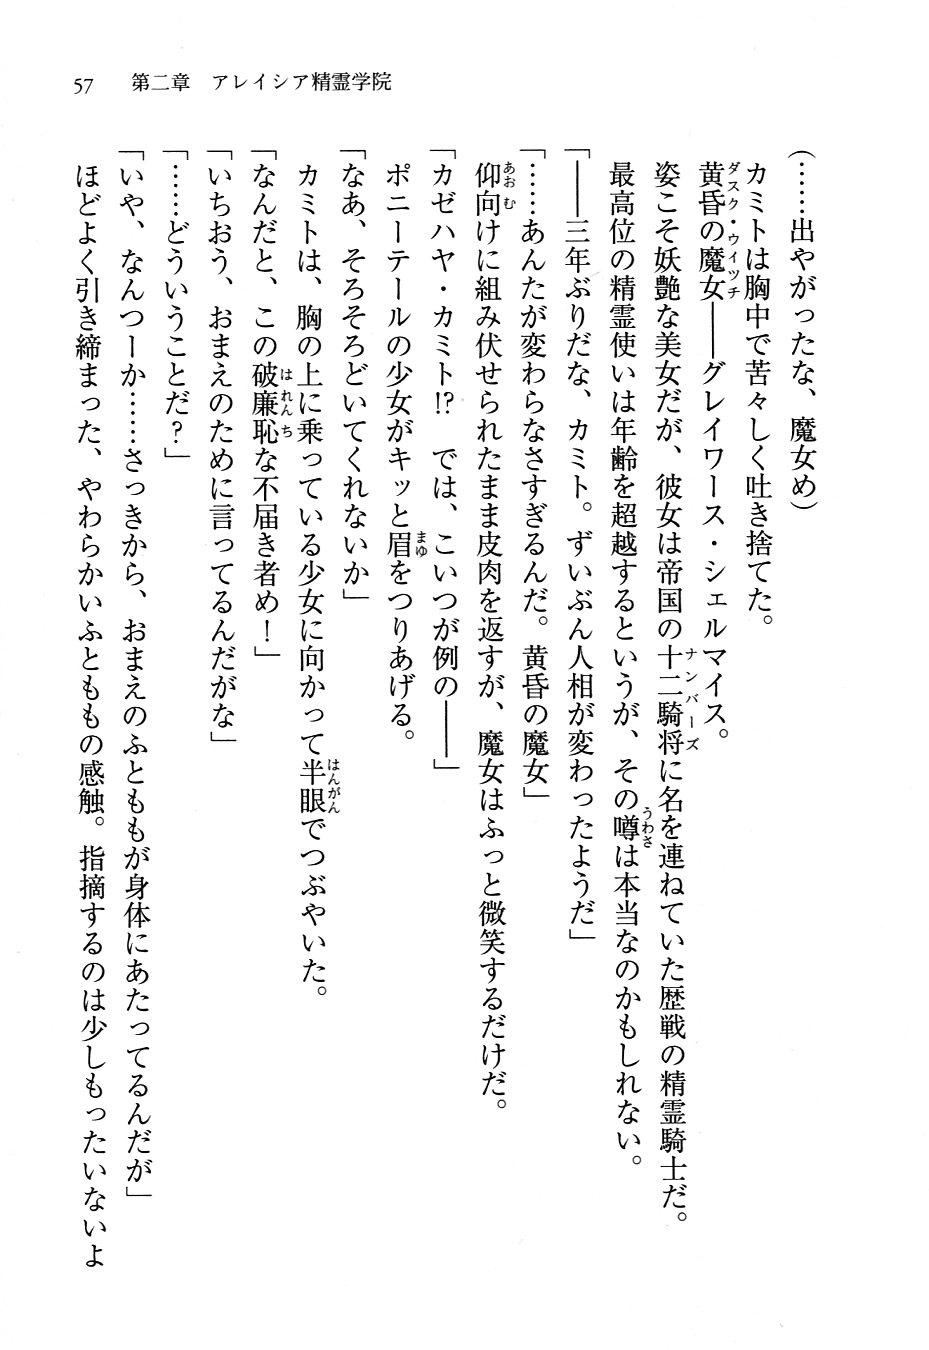 57　第二章　アレイシア精霊学院
（……出やがったな、魔女め）
カミトは胸中で苦々しく吐き捨てた。
黄昏の魔女――グレイワース・シェルマイス。
ダスク・ウィッチ
姿こそ妖艶な美女だが、彼女は帝国の十二騎将に名を連ねていた歴戦の精霊騎士だ。
ナンバーズ
最高位の精霊使いは年齢を超越するというが、その噂は本当なのかもしれない。
うわさ
「――三年ぶりだな、カミト。ずいぶん人相が変わったようだ」
「……あんたが変わらなさすぎるんだ。黄昏の魔女」
仰向けに組み伏せられたまま皮肉を返すが、魔女はふっと微笑するだけだ。
あおむ
「カゼハヤ・カミト!?　では、こいつが例の――」
ポニーテールの少女がキッと眉をつりあげる。
まゆ
「なあ、そろそろどいてくれないか」
カミトは、胸の上に乗っている少女に向かって半眼でつぶやいた。
はんがん
「なんだと、この破廉恥な不届き者め！」
はれんち
「いちおう、おまえのために言ってるんだがな」
「……どういうことだ？」
「いや、なんつーか……さっきから、おまえのふとももが身体にあたってるんだが」
ほどよく引き締まった、やわらかいふとももの感触。指摘するのは少しもったいないよ